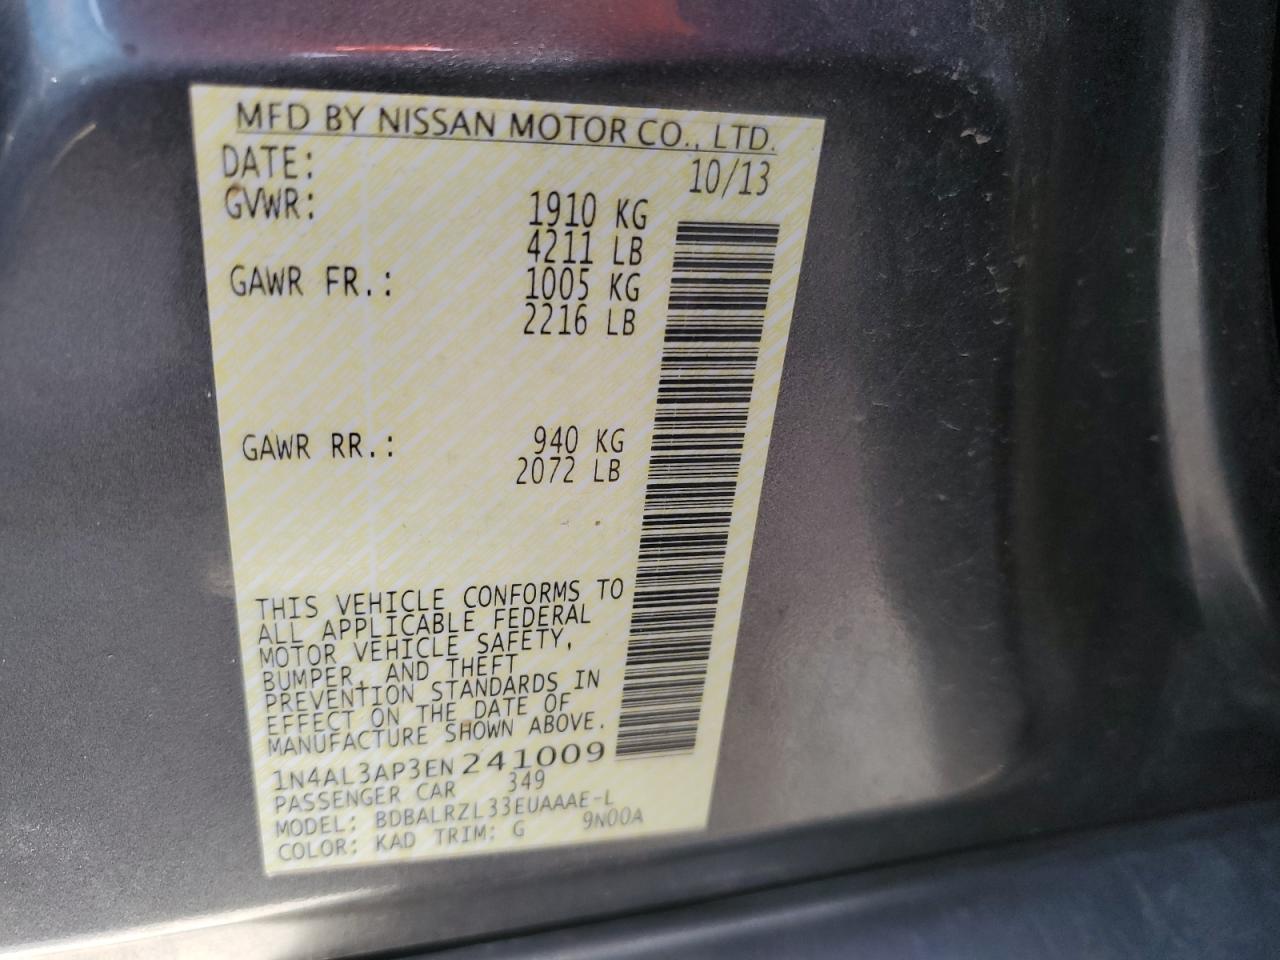 MFD BY NISSAN MOTOR CO., LTD.
DATE: 10/13
GVWR: 1910 KG
4211 LB
GAWR FR.: 1005 KG
2216 LB
GAWR RR.: 940 KG
2072 LB
THIS VEHICLE CONFORMS TO
ALL APPLICABLE FEDERAL
MOTOR VEHICLE SAFETY,
BUMPER, AND THEFT
PREVENTION STANDARDS IN
EFFECT ON THE DATE OF
MANUFACTURE SHOWN ABOVE.
1N4AL3AP3EN241009
PASSENGER CAR 349
MODEL: BDBALRZL33EUAAAE-L
COLOR: KAD TRIM: G 9N00A